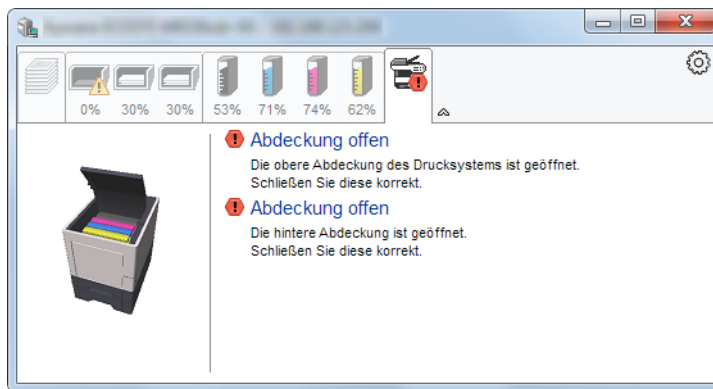 0% 30% 30% 53% 71% 74% 62%
Abdeckung offen
Die obere Abdeckung des Drucksystems ist geöffnet.
Schließen Sie diese korrekt.
Abdeckung offen
Die hintere Abdeckung ist geöffnet.
Schließen Sie diese korrekt.